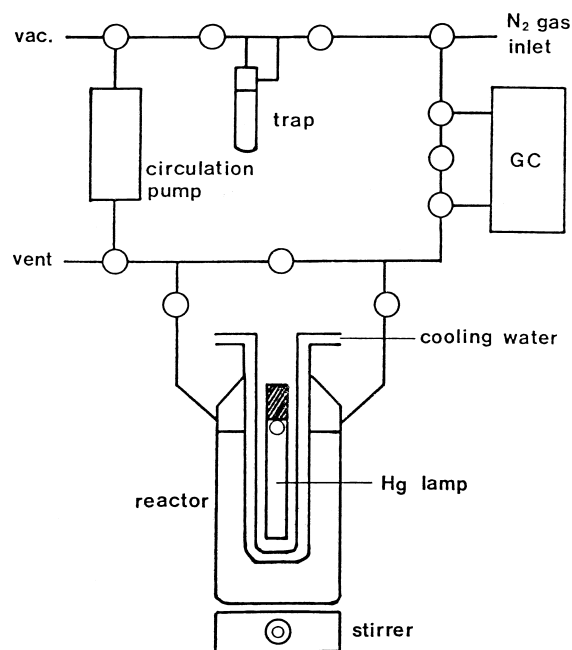 vac.
N₂ gas
inlet
trap
GC
circulation
pump
vent
cooling water
Hg lamp
reactor
stirrer